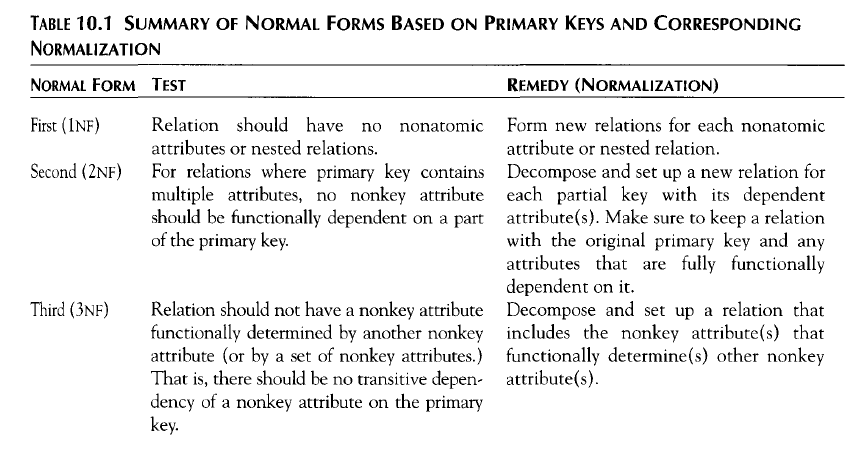 TABLE 10.1 SUMMARY OF NORMAL FORMS BASED ON PRIMARY KEYS AND CORRESPONDING
NORMALIZATION
NORMAL FORM TEST REMEDY (NORMALIZATION)
First (1NF) Relation should have no nonatomic Form new relations for each nonatomic
attributes or nested relations. attribute or nested relation.
Second (2NF) For relations where primary key contains Decompose and set up a new relation for
multiple attributes, no nonkey attribute each partial key with its dependent
should be functionally dependent on a part attribute(s). Make sure to keep a relation
of the primary key. with the original primary key and any
attributes that are fully functionally
dependent on it.
Third (3NF) Relation should not have a nonkey attribute Decompose and set up a relation that
functionally determined by another nonkey includes the nonkey attribute(s) that
attribute (or by a set of nonkey attributes.) functionally determine(s) other nonkey
That is, there should be no transitive depen- attribute(s).
dency of a nonkey attribute on the primary
key.